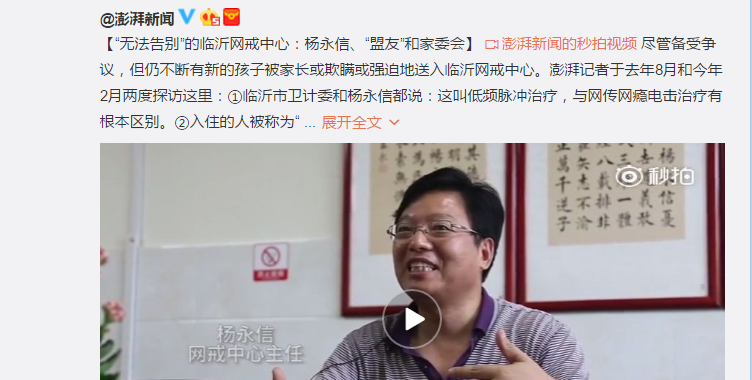 @澎湃新闻
【“无法告别”的临沂网戒中心：杨永信、“盟友”和家委会】 澎湃新闻的秒拍视频 尽管备受争
议，但仍不断有新的孩子被家长或欺瞒或强迫地送入临沂网戒中心。澎湃记者于去年8月和今年
2月两度探访这里：①临沂市卫计委和杨永信都说：这叫低频脉冲治疗，与网传网瘾电击治疗有
根本区别。②入住的人被称为“ ... 展开全文
秒拍
杨永信
网戒中心主任